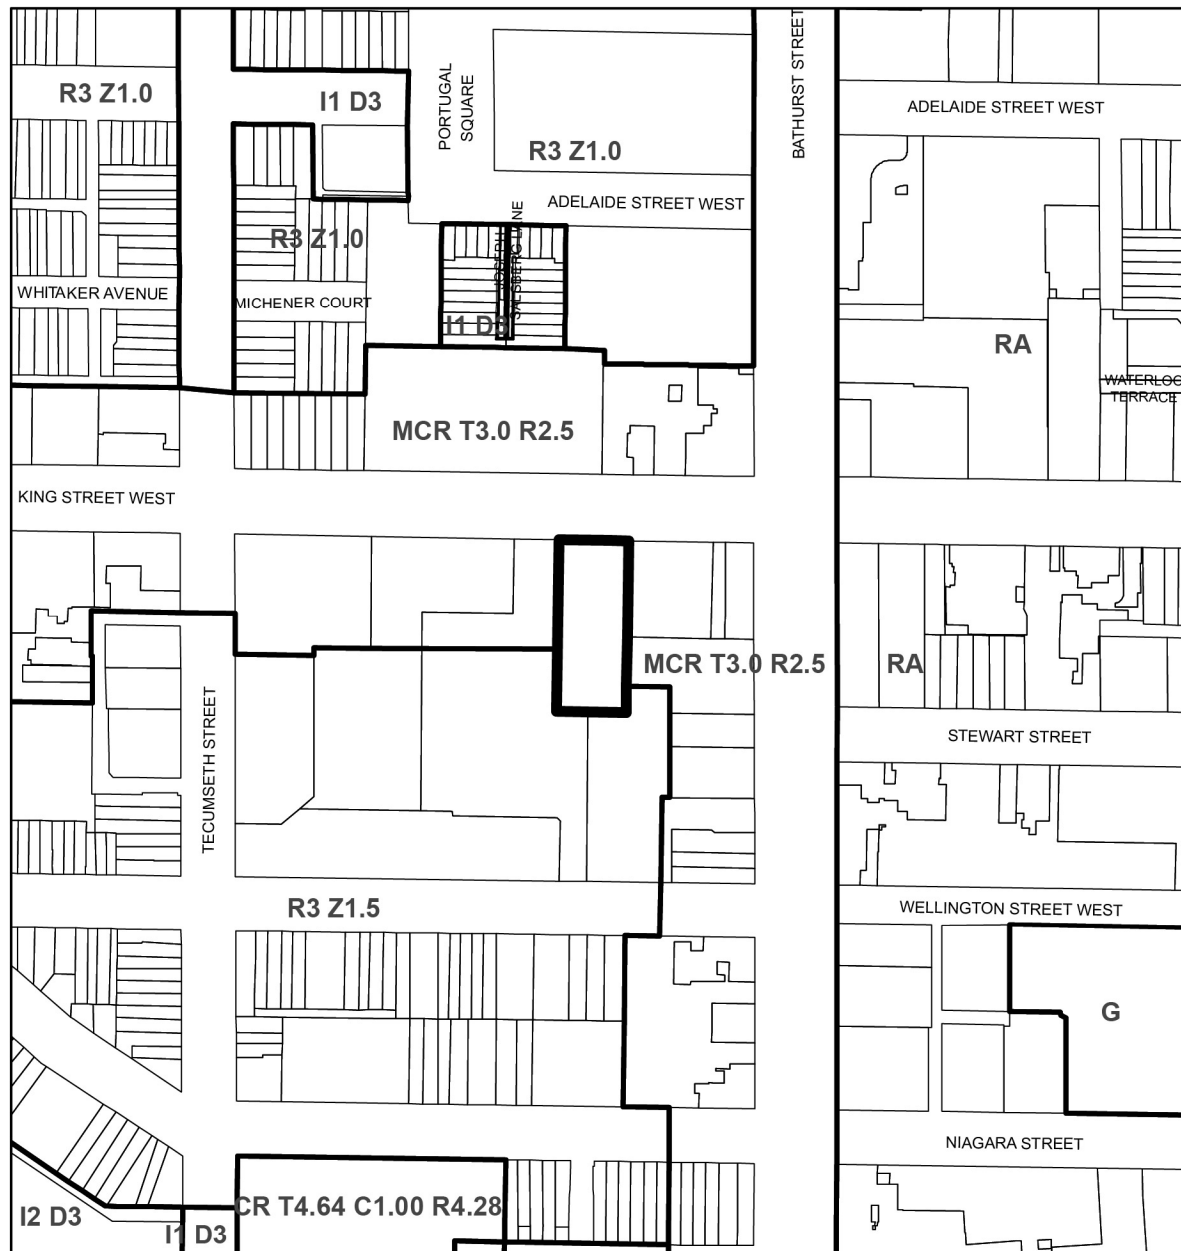 BATHURST STREET
PORTUGAL
SQUARE
R3 Z1.0
I1 D3
ADELAIDE STREET WEST
R3 Z1.0
ADELAIDE STREET WEST
JOSEPH
SALSBERG LANE
R3 Z1.0
WHITAKER AVENUE
MICHENER COURT
I1 D3
RA
WATERLOO
TERRACE
MCR T3.0 R2.5
KING STREET WEST
MCR T3.0 R2.5
RA
TECUMSETH STREET
STEWART STREET
R3 Z1.5
WELLINGTON STREET WEST
G
NIAGARA STREET
CR T4.64 C1.00 R4.28
I2 D3
I1 D3